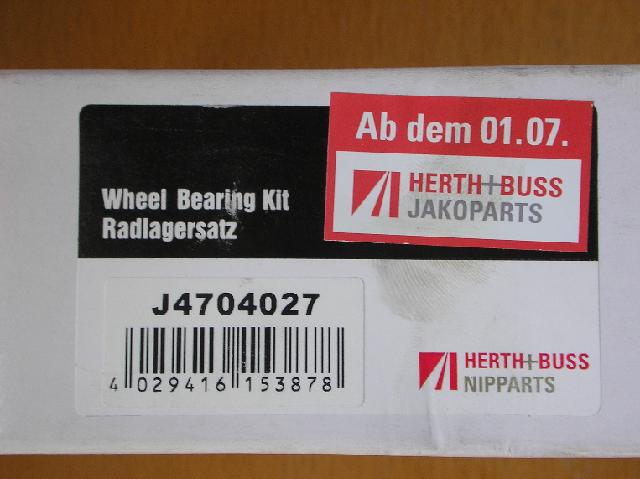 Ab dem 01.07.
HERTH+BUSS
JAKOPARTS
Wheel Bearing Kit
Radlagersatz
J4704027
4 029416 153878
HERTH+BUSS
NIPPARTS